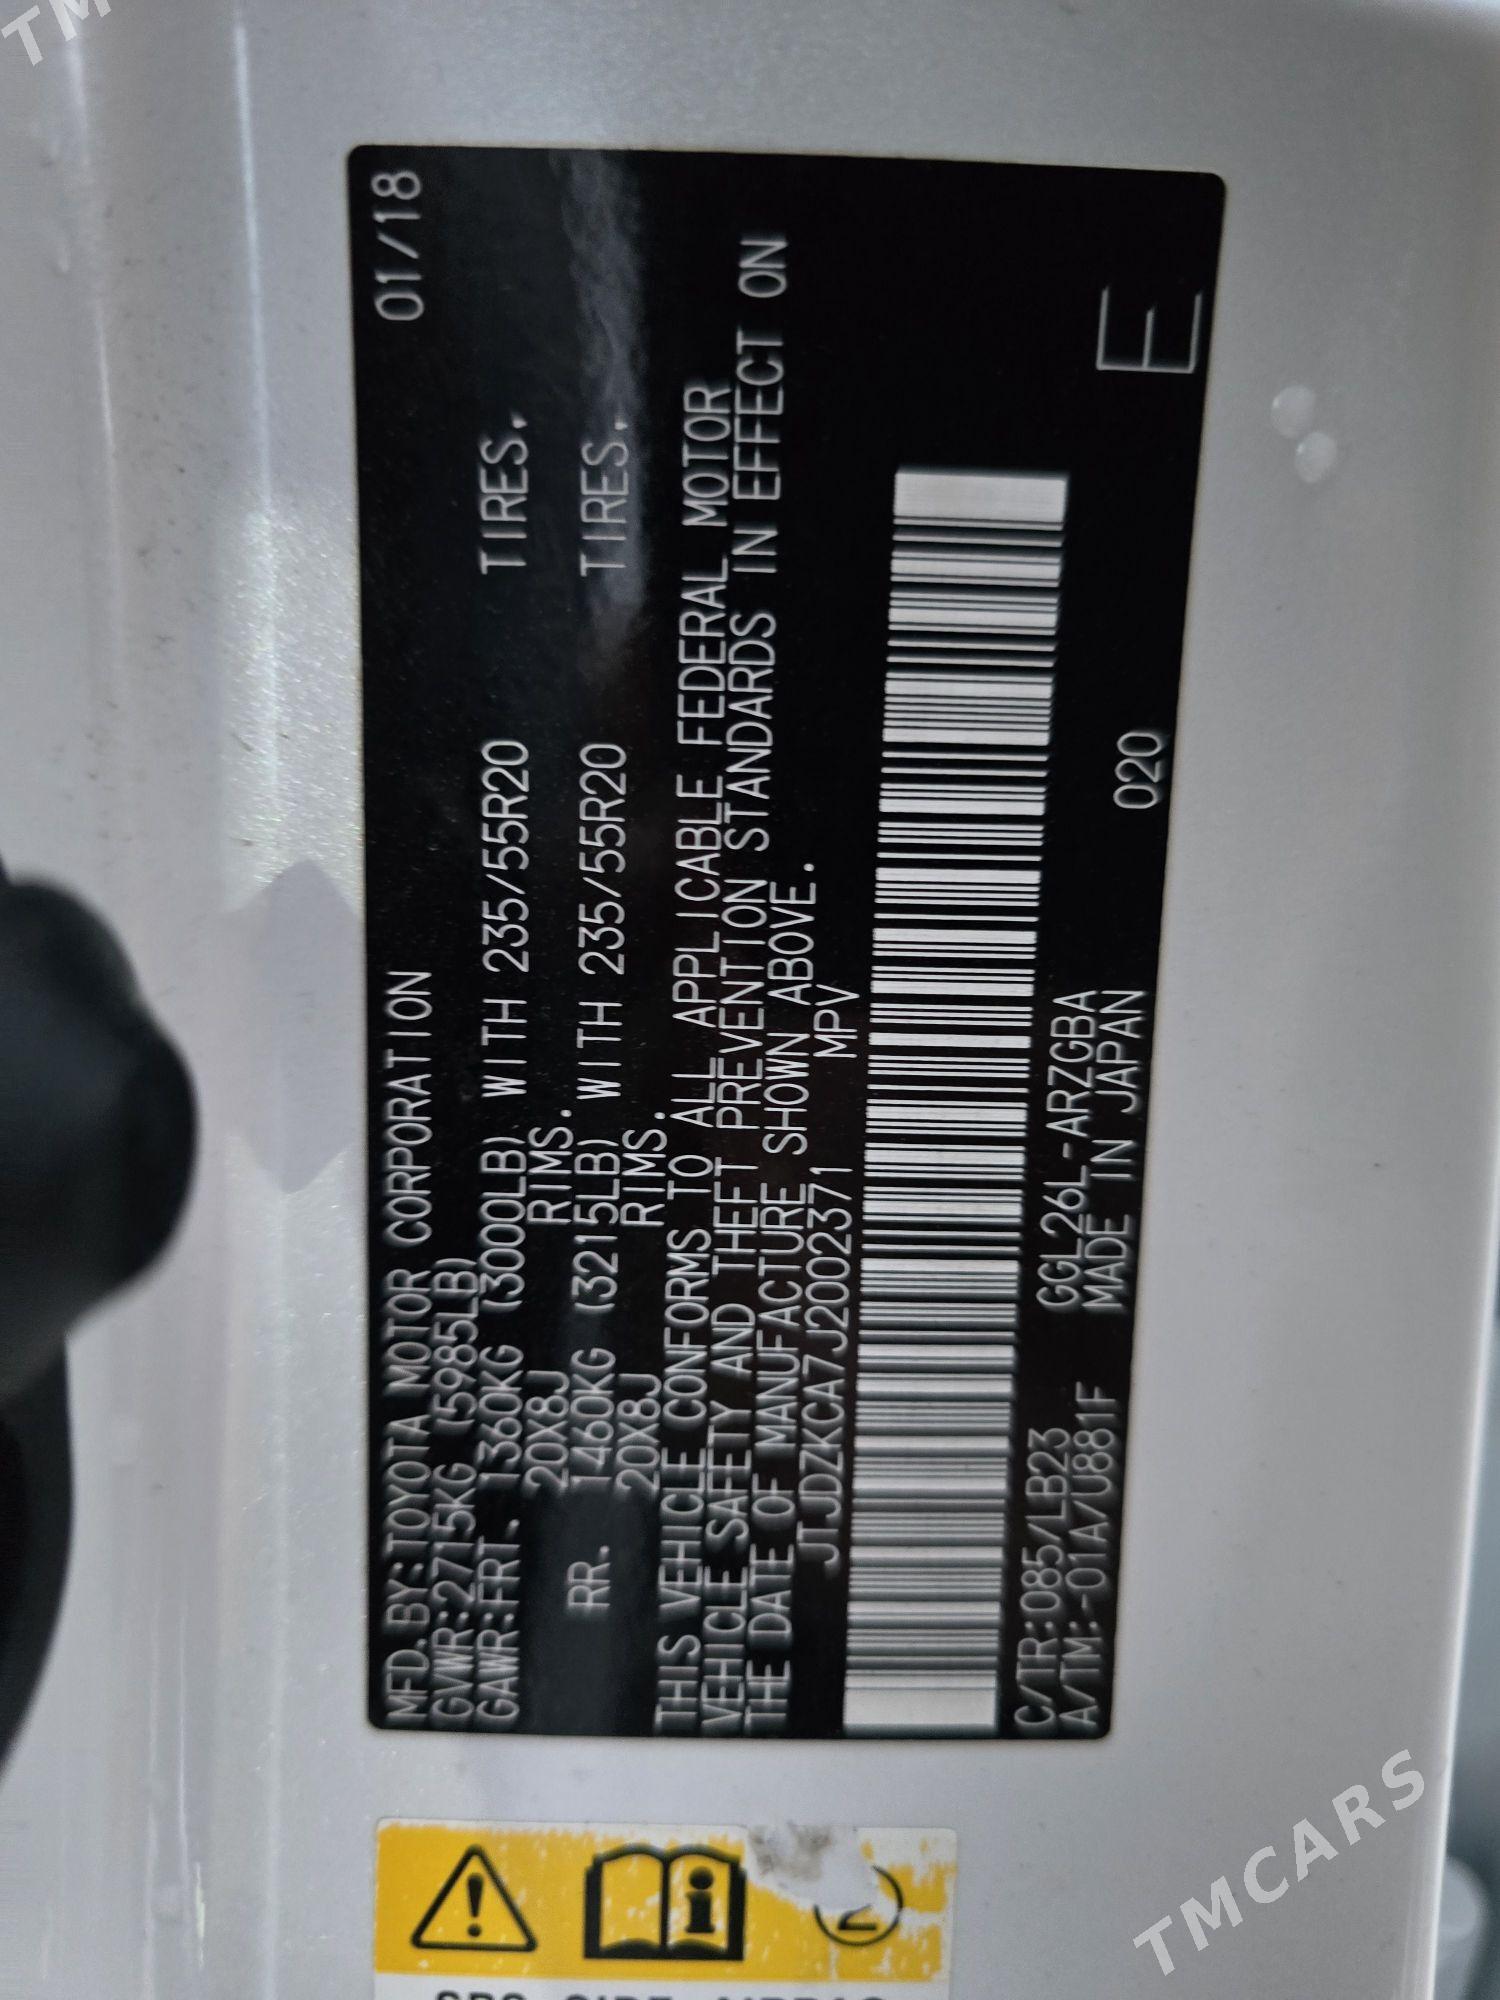 MFD. BY: TOYOTA MOTOR CORPORATION 01/18
GVWR: 2715KG (5985LB)
GAWR: FRT. 1360KG (3000LB) WITH 235/55R20 TIRES,
20X8J RIMS.
RR. 1460KG (3215LB) WITH 235/55R20 TIRES,
20X8J RIMS.
THIS VEHICLE CONFORMS TO ALL APPLICABLE FEDERAL MOTOR
VEHICLE SAFETY AND THEFT PREVENTION STANDARDS IN EFFECT ON
THE DATE OF MANUFACTURE SHOWN ABOVE.
JTJDZKCA7J2002371 MPV
C/TR: 085/LB23 GGL26L-ARZGBA
A/TM: -01A/U881F MADE IN JAPAN 020
E
2
TMCARS